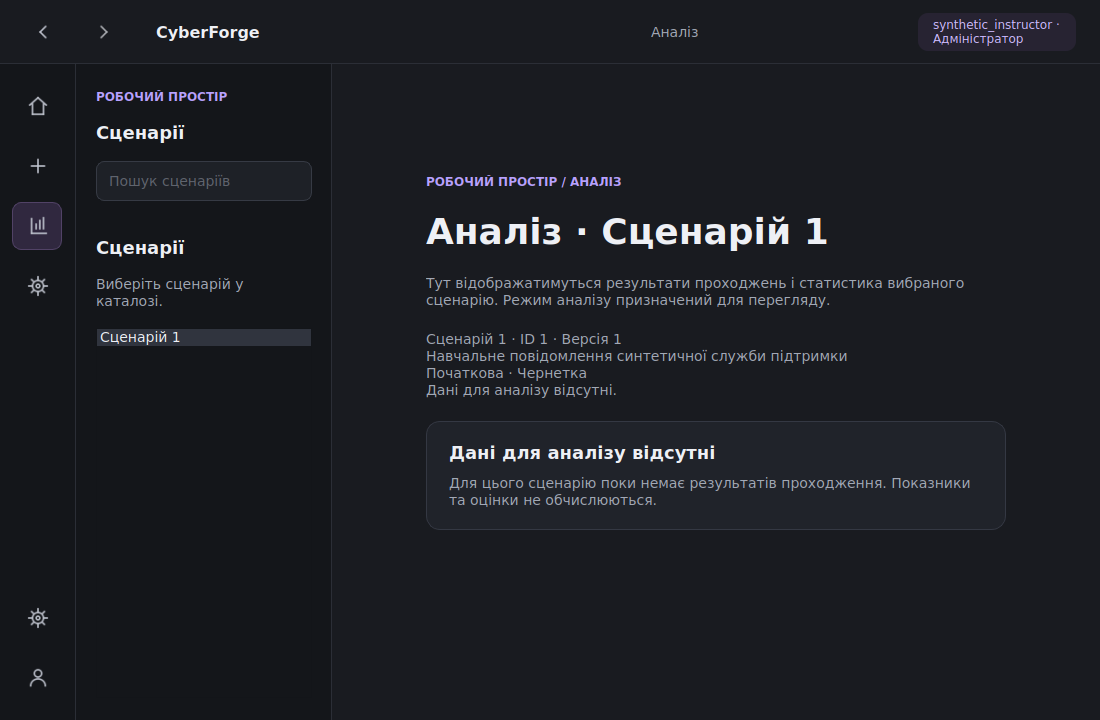 CyberForge
Аналіз
synthetic_instructor ·
Адміністратор
РОБОЧИЙ ПРОСТІР
Сценарії
Пошук сценаріїв
Сценарії
Виберіть сценарій у
каталозі.
Сценарій 1
РОБОЧИЙ ПРОСТІР / АНАЛІЗ
Аналіз · Сценарій 1
Тут відображатимуться результати проходжень і статистика вибраного
сценарію. Режим аналізу призначений для перегляду.
Сценарій 1 · ID 1 · Версія 1
Навчальне повідомлення синтетичної служби підтримки
Початкова · Чернетка
Дані для аналізу відсутні.
Дані для аналізу відсутні
Для цього сценарію поки немає результатів проходження. Показники
та оцінки не обчислюються.